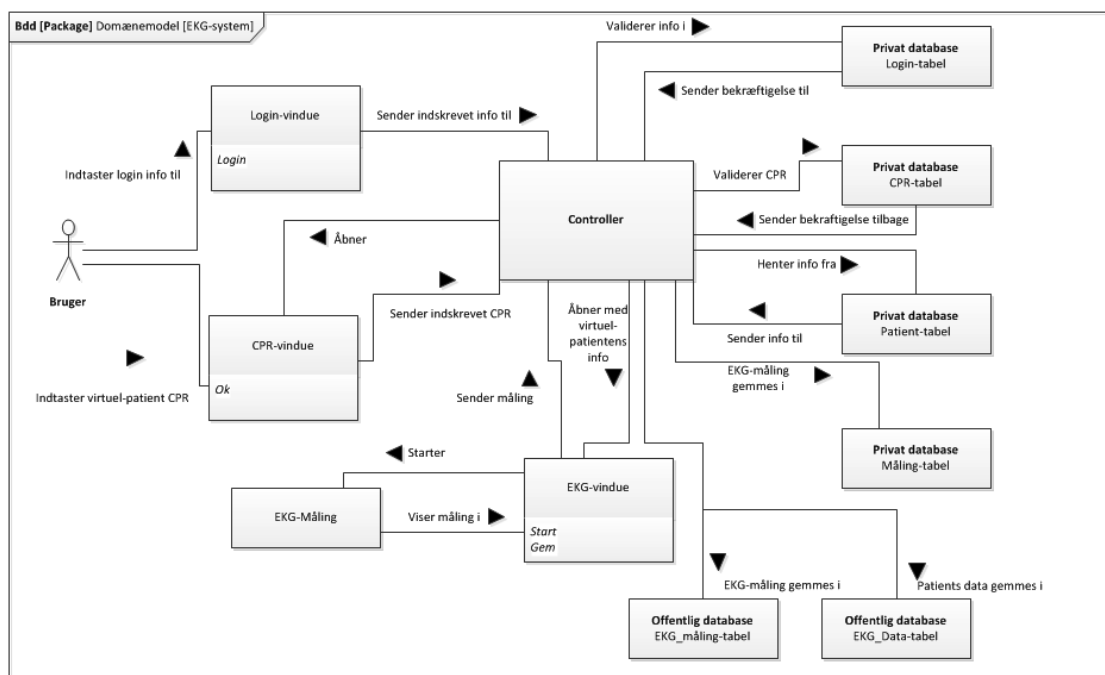 Bdd [Package] Domænemodel [EKG-system]
Validerer info i
Privat database
Login-tabel
Sender bekræftigelse til
Login-vindue
Login
Sender indskrevet info til
Indtaster login info til
Privat database
CPR-tabel
Validerer CPR
Sender bekraftigelse tilbage
Controller
Åbner
Bruger
Henter info fra
Privat database
Patient-tabel
Sender info til
Sender indskrevet CPR
CPR-vindue
Ok
Indtaster virtuel-patient CPR
Åbner med
virtuel-
patientens
info
Sender måling
EKG-måling
gemmes i
Privat database
Måling-tabel
Starter
EKG-vindue
Start
Gem
EKG-Måling
Viser måling i
EKG-måling gemmes i
Patients data gemmes i
Offentlig database
EKG_måling-tabel
Offentlig database
EKG_Data-tabel